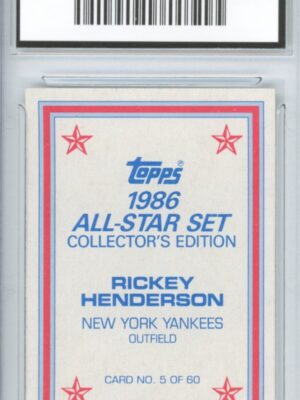 Topps®
1986
ALL-STAR SET
COLLECTOR'S EDITION
RICKEY
HENDERSON
NEW YORK YANKEES
OUTFIELD
CARD NO. 5 OF 60